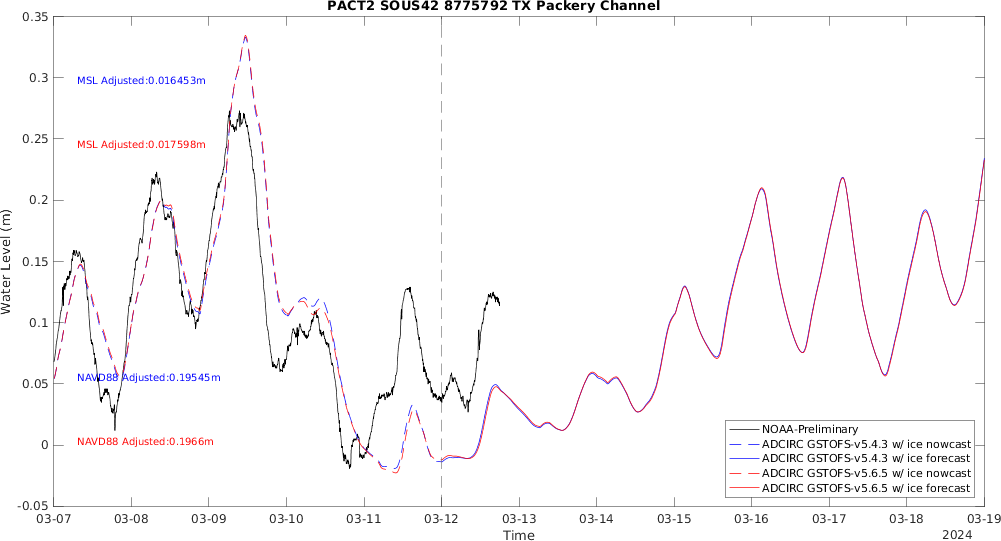 PACT2 SOUS42 8775792 TX Packery Channel
0.35
0.3
0.25
0.2
0.15
0.1
0.05
0
-0.05
Water Level (m)
MSL Adjusted:0.016453m
MSL Adjusted:0.017598m
NAVD88 Adjusted:0.19545m
NAVD88 Adjusted:0.1966m
NOAA-Preliminary
ADCIRC GSTOFS-v5.4.3 w/ ice nowcast
ADCIRC GSTOFS-v5.4.3 w/ ice forecast
ADCIRC GSTOFS-v5.6.5 w/ ice nowcast
ADCIRC GSTOFS-v5.6.5 w/ ice forecast
03-07 03-08 03-09 03-10 03-11 03-12 03-13 03-14 03-15 03-16 03-17 03-18 03-19
Time
2024